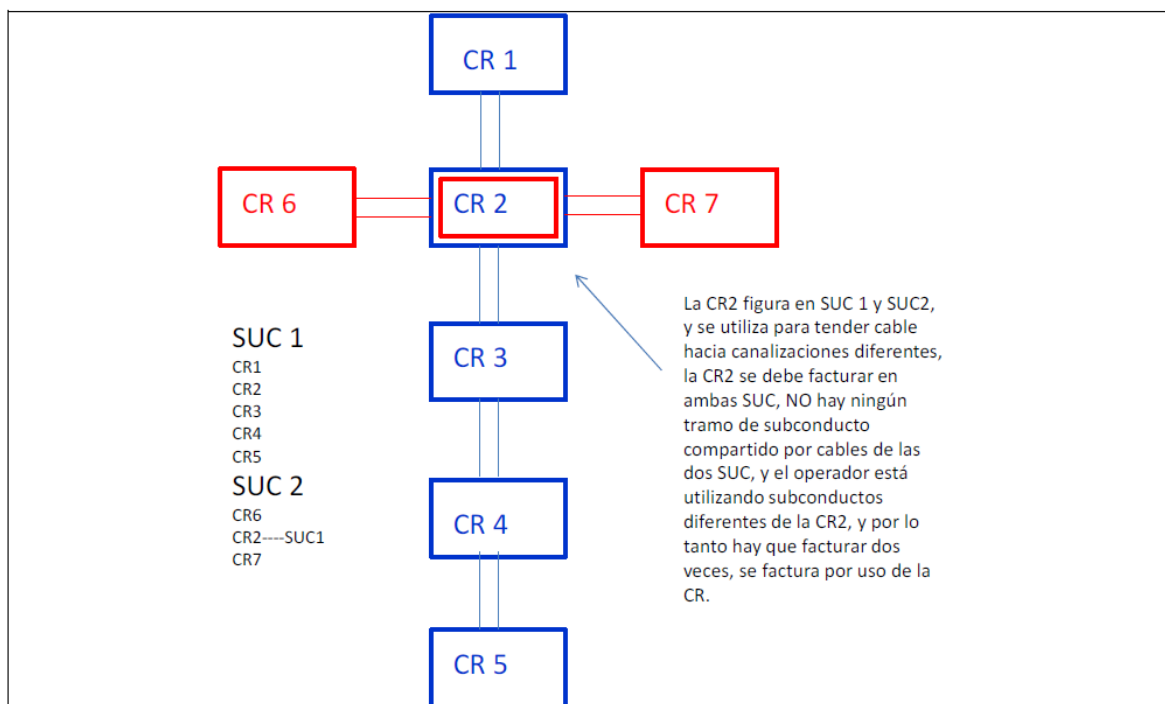 CR 1
CR 6
CR 2
CR 7
CR 3
CR 4
CR 5
SUC 1
CR1
CR2
CR3
CR4
CR5
SUC 2
CR6
CR2----SUC1
CR7
La CR2 figura en SUC 1 y SUC2,
y se utiliza para tender cable
hacia canalizaciones diferentes,
la CR2 se debe facturar en
ambas SUC, NO hay ningún
tramo de subconducto
compartido por cables de las
dos SUC, y el operador está
utilizando subconductos
diferentes de la CR2, y por lo
tanto hay que facturar dos
veces, se factura por uso de la
CR.